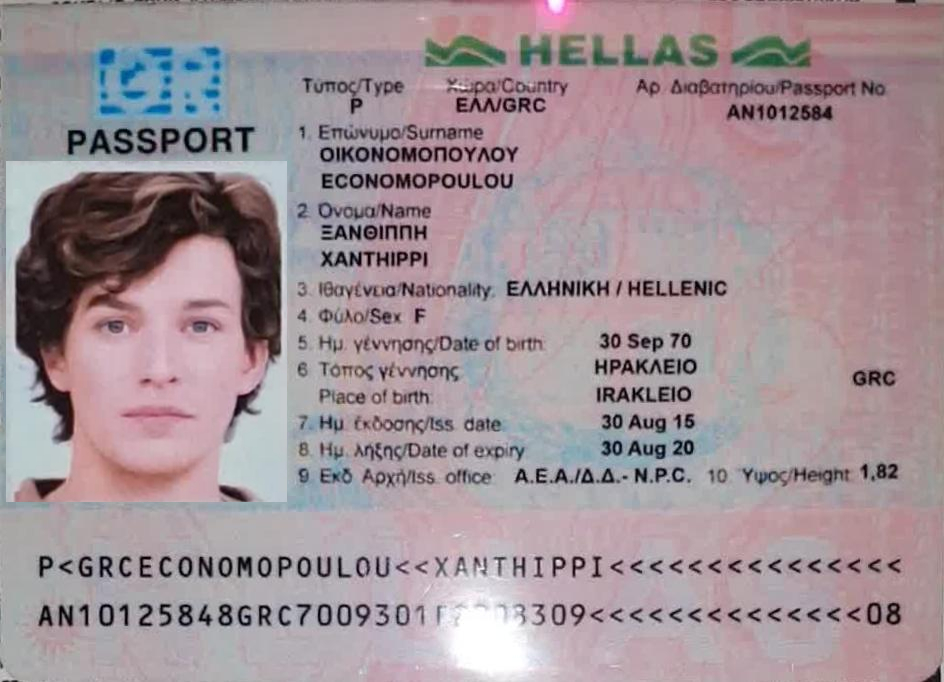 HELLAS
GR
PASSPORT
Τύπος/Type Χώρα/Country Αρ. Διαβατηρίου/Passport No
P ΕΛΛ/GRC AN1012584
1. Επώνυμο/Surname
ΟΙΚΟΝΟΜΟΠΟΥΛΟΥ
ECONOMOPOULOU
2. Όνομα/Name
ΞΑΝΘΙΠΠΗ
XANTHIPPI
3. Ιθαγένεια/Nationality. ΕΛΛΗΝΙΚΗ / HELLENIC
4. Φύλο/Sex F
5. Ημ. γέννησης/Date of birth 30 Sep 70
6 Τόπος γέννησης ΗΡΑΚΛΕΙΟ GRC
Place of birth IRAKLEIO
7. Ημ. έκδοσης/Iss. date 30 Aug 15
8. Ημ. λήξης/Date of expiry 30 Aug 20
9. Εκδ. Αρχή/Iss. office Α.Ε.Α./Δ.Δ.- N.P.C. 10. Υψος/Height 1,82
P<GRCECONOMOPOULOU<<XANTHIPPI<<<<<<<<<<<<<<<
AN10125848GRC7009301 8309<<<<<<<<<<<<<<08